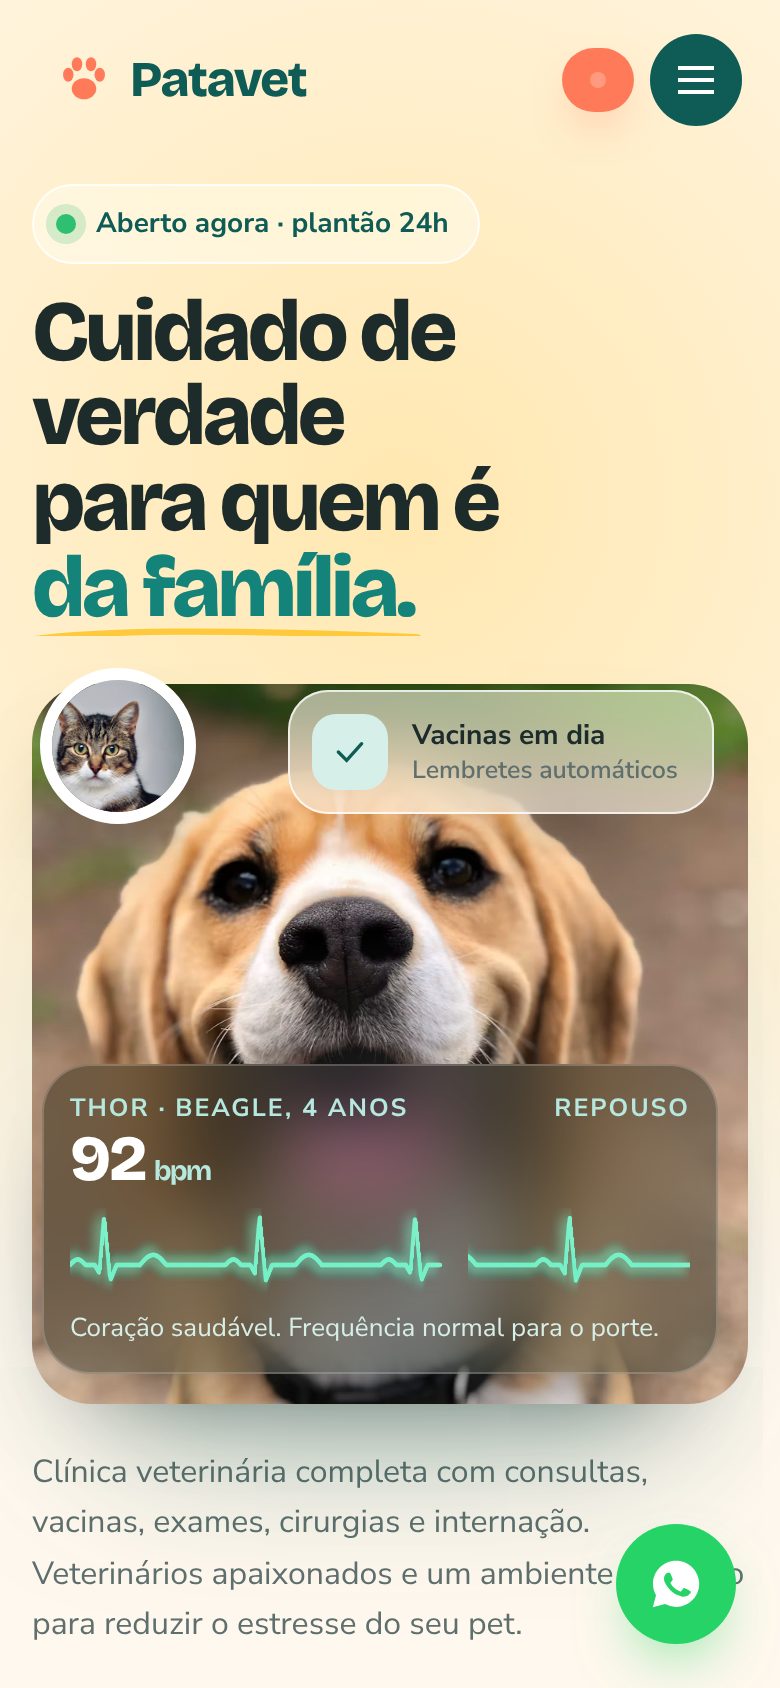 Patavet
Aberto agora · plantão 24h
Cuidado de
verdade
para quem é
da família.
Vacinas em dia
Lembretes automáticos
THOR · BEAGLE, 4 ANOS
REPOUSO
92 bpm
Coração saudável. Frequência normal para o porte.
Clínica veterinária completa com consultas,
vacinas, exames, cirurgias e internação.
Veterinários apaixonados e um ambiente
para reduzir o estresse do seu pet.